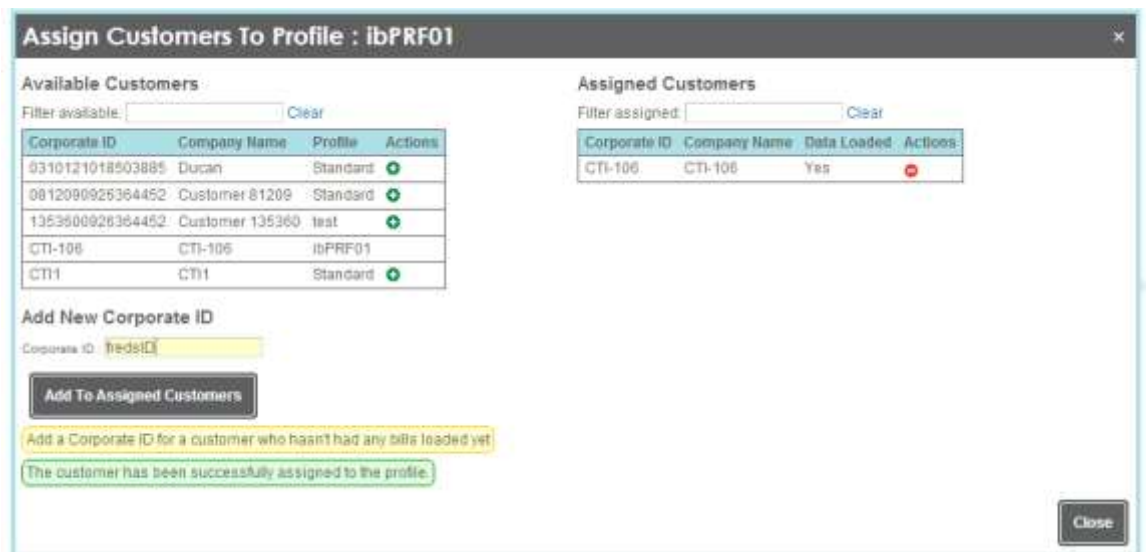 Assign Customers To Profile : ibPRF01 ×
Available Customers
Filter available: Clear
Corporate ID Company Name Profile Actions
0310121018503885 Ducan Standard
0812090925364452 Customer 81209 Standard
1353600926364452 Customer 135360 test
CTI-106 CTI-106 ibPRF01
CTI1 CTI1 Standard
Add New Corporate ID
Corporate ID: fredsID
Add To Assigned Customers
Add a Corporate ID for a customer who hasn't had any bills loaded yet
The customer has been successfully assigned to the profile.
Assigned Customers
Filter assigned: Clear
Corporate ID Company Name Data Loaded Actions
CTI-106 CTI-106 Yes
Close